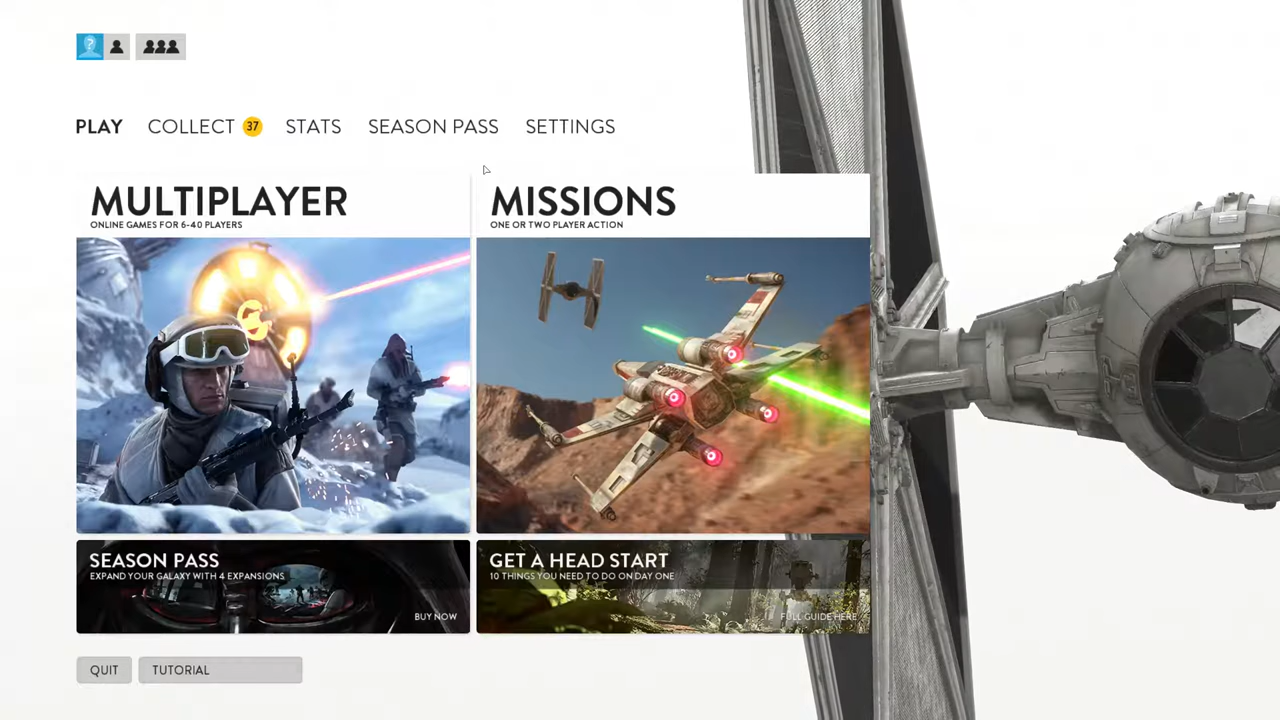 PLAY COLLECT 37 STATS SEASON PASS SETTINGS
MULTIPLAYER
ONLINE GAMES FOR 6-40 PLAYERS
MISSIONS
ONE OR TWO PLAYER ACTION
SEASON PASS
EXPAND YOUR GALAXY WITH 4 EXPANSIONS
BUY NOW
GET A HEAD START
10 THINGS YOU NEED TO DO ON DAY ONE
FULL GUIDE HERE
QUIT TUTORIAL